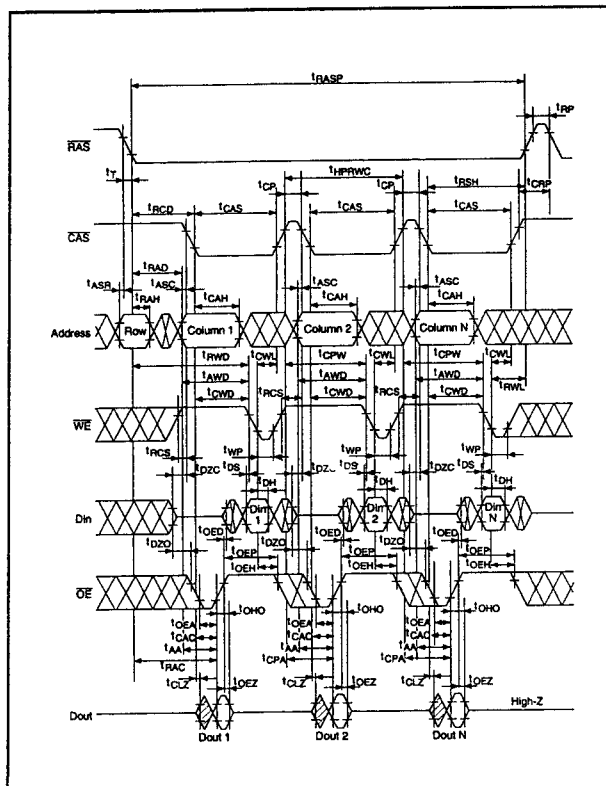 tRASP
tRP
RAS
tT
tHPRWC
tCP tCP tRSH
tRCD tCAS tCAS tCAS tCRP
CAS
tRAD tASC tASC
tASR tRAH tASC tCAH tCAH tCAH
Address Row Column 1 Column 2 Column N
tRWD tCWL tCPW tCWL tCPW tCWL
tAWD tRCS tAWD tRCS tAWD tRWL
tCWD tCWD tCWD
WE
tRCS tWP tWP tWP
tDZC tDS tDZC tDS tDZC tDS
tDH tDH tDH
Din Din 1 Din 2 Din N
tOED tOED tOED
tDZO tDZO tDZO
tOEP tOEP tOEP
tOEH tOEH tOEH
OE
tOHO tOHO tOHO
tOEA tOEA tOEA
tCAC tCAC tCAC
tAA tAA tAA
tRAC tCPA tCPA
tCLZ tOEZ tCLZ tOEZ tCLZ tOEZ
Dout High-Z
Dout 1 Dout 2 Dout N